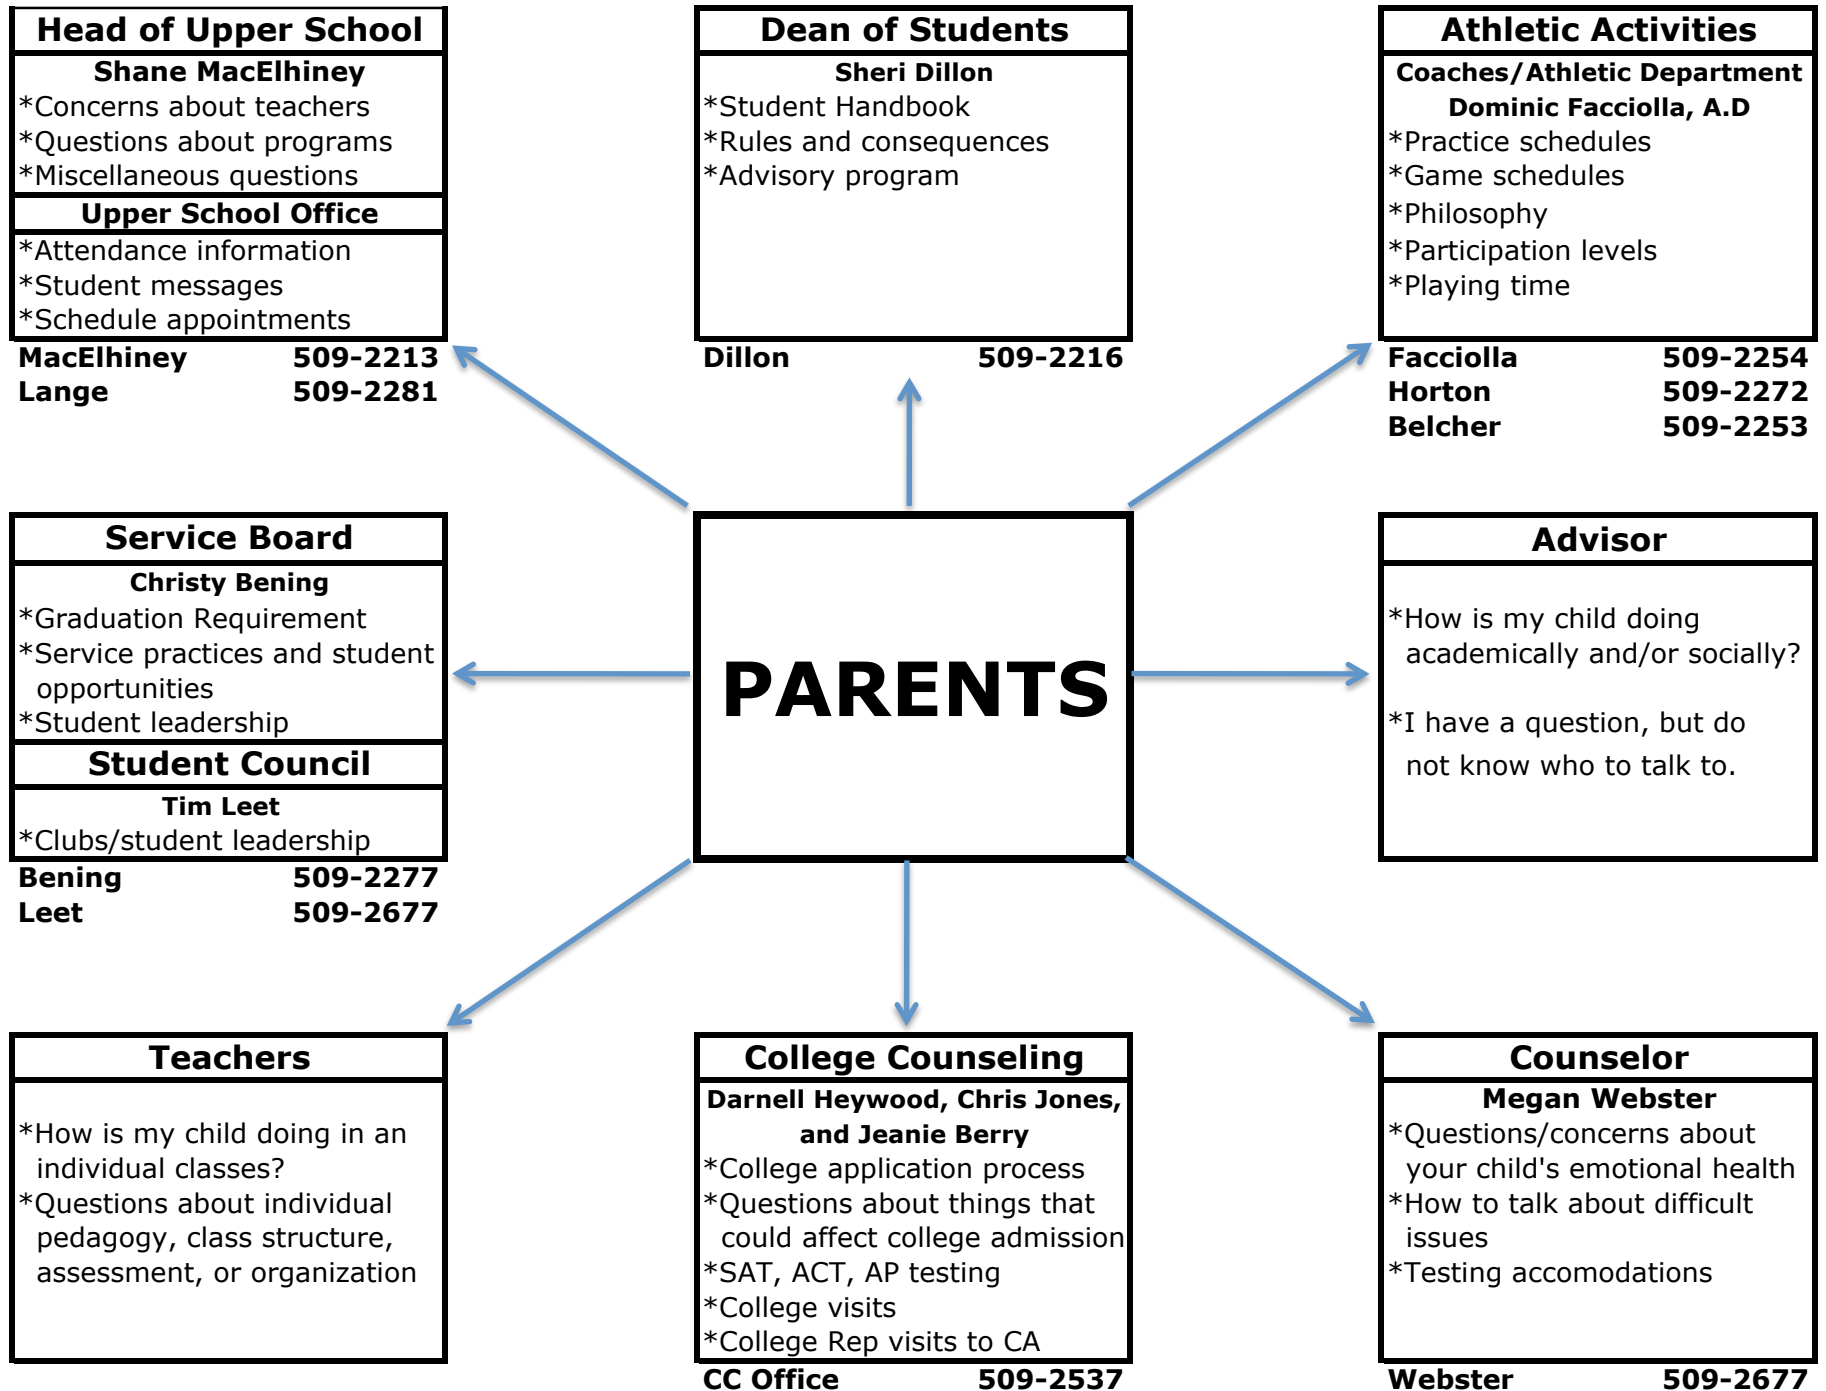 Head of Upper School
Shane MacElhiney
*Concerns about teachers
*Questions about programs
*Miscellaneous questions
Upper School Office
*Attendance information
*Student messages
*Schedule appointments
MacElhiney 509-2213
Lange 509-2281
Dean of Students
Sheri Dillon
*Student Handbook
*Rules and consequences
*Advisory program
Dillon 509-2216
Athletic Activities
Coaches/Athletic Department
Dominic Facciolla, A.D
*Practice schedules
*Game schedules
*Philosophy
*Participation levels
*Playing time
Facciolla 509-2254
Horton 509-2272
Belcher 509-2253
Service Board
Christy Bening
*Graduation Requirement
*Service practices and student
opportunities
*Student leadership
Student Council
Tim Leet
*Clubs/student leadership
Bening 509-2277
Leet 509-2677
PARENTS
Advisor
*How is my child doing
academically and/or socially?
*I have a question, but do
not know who to talk to.
Teachers
*How is my child doing in an
individual classes?
*Questions about individual
pedagogy, class structure,
assessment, or organization
College Counseling
Darnell Heywood, Chris Jones,
and Jeanie Berry
*College application process
*Questions about things that
could affect college admission
*SAT, ACT, AP testing
*College visits
*College Rep visits to CA
CC Office 509-2537
Counselor
Megan Webster
*Questions/concerns about
your child's emotional health
*How to talk about difficult
issues
*Testing accomodations
Webster 509-2677